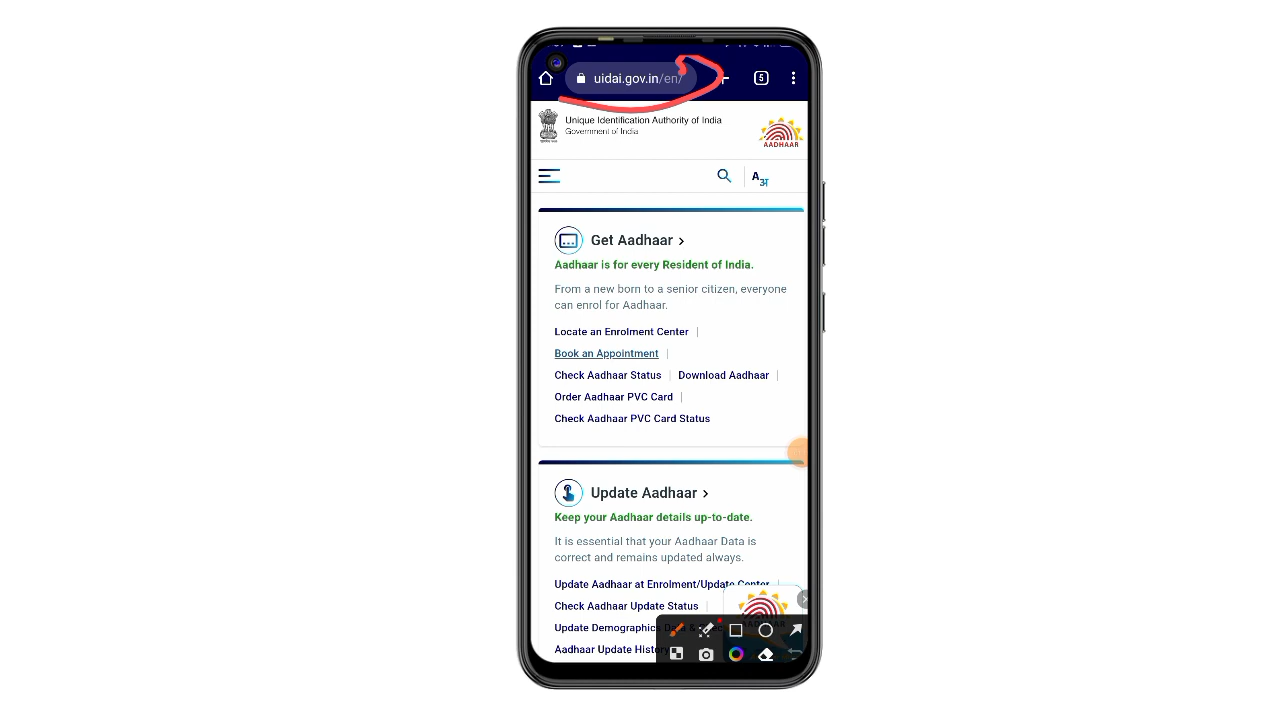 uidai.gov.in/en/
5
Unique Identification Authority of India
Government of India
AADHAAR
A अ
Get Aadhaar
Aadhaar is for every Resident of India.
From a new born to a senior citizen, everyone
can enrol for Aadhaar.
Locate an Enrolment Center
Book an Appointment
Check Aadhaar Status | Download Aadhaar
Order Aadhaar PVC Card
Check Aadhaar PVC Card Status
Update Aadhaar
Keep your Aadhaar details up-to-date.
It is essential that your Aadhaar Data is
correct and remains updated always.
Update Aadhaar at Enrolment/Update Center
Check Aadhaar Update Status
Update Demographics
Aadhaar Update History